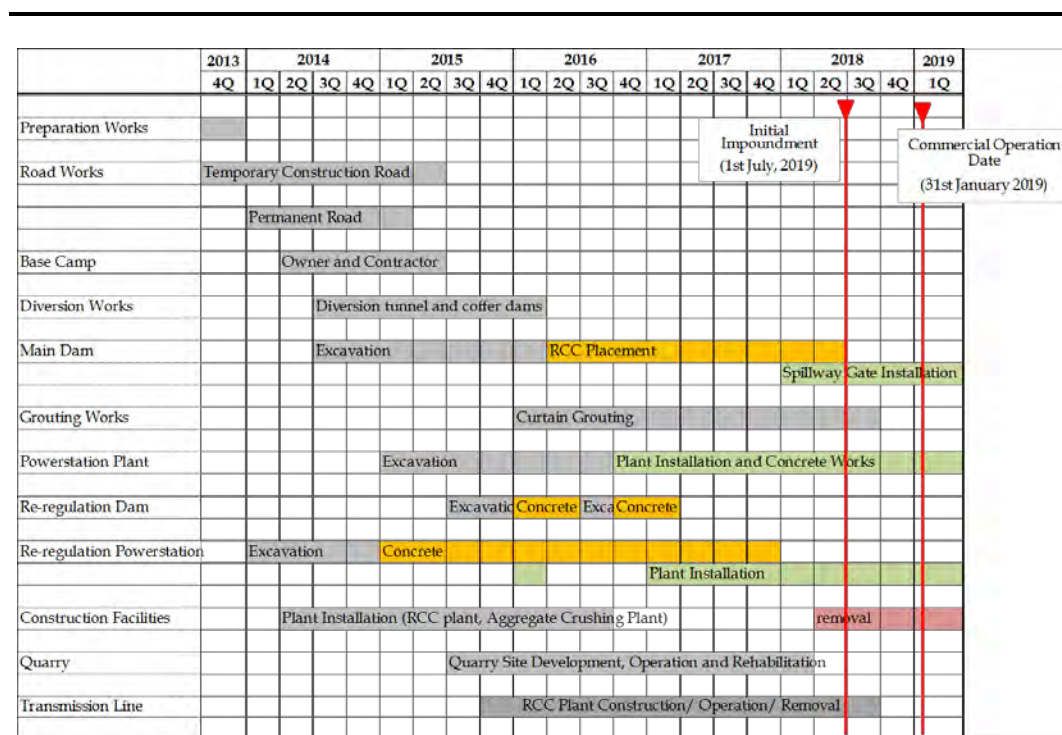 2013 2014 2015 2016 2017 2018 2019
4Q 1Q 2Q 3Q 4Q 1Q 2Q 3Q 4Q 1Q 2Q 3Q 4Q 1Q 2Q 3Q 4Q 1Q 2Q 3Q 4Q 1Q
Preparation Works
Initial
Impoundment
(1st July, 2019)
Commercial Operation
Date
(31st January 2019)
Road Works Temporary Construction Road
Permanent Road
Base Camp Owner and Contractor
Diversion Works Diversion tunnel and coffer dams
Main Dam Excavation RCC Placement
Spillway Gate Installation
Grouting Works Curtain Grouting
Powerstation Plant Excavation Plant Installation and Concrete Works
Re-regulation Dam Excavatio Concrete Exca Concrete
Re-regulation Powerstation Excavation Concrete
Plant Installation
Construction Facilities Plant Installation (RCC plant, Aggregate Crushing Plant) removal
Quarry Quarry Site Development, Operation and Rehabilitation
Transmission Line RCC Plant Construction/ Operation/ Removal